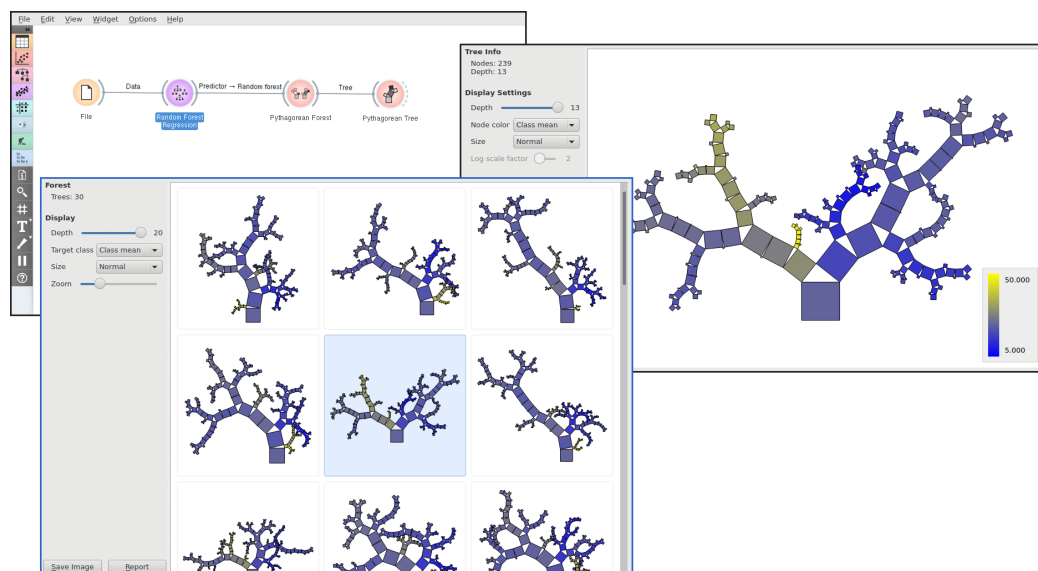 File Edit View Widget Options Help
Data
Predictor → Random forest
Tree
File
Random Forest
Regression
Pythagorean Forest
Pythagorean Tree
Tree Info
Nodes: 239
Depth: 13
Display Settings
Depth 13
Node color Class mean
Size Normal
Log scale factor 2
50.000
5.000
Forest
Trees: 30
Display
Depth 20
Target class Class mean
Size Normal
Zoom
Save Image Report